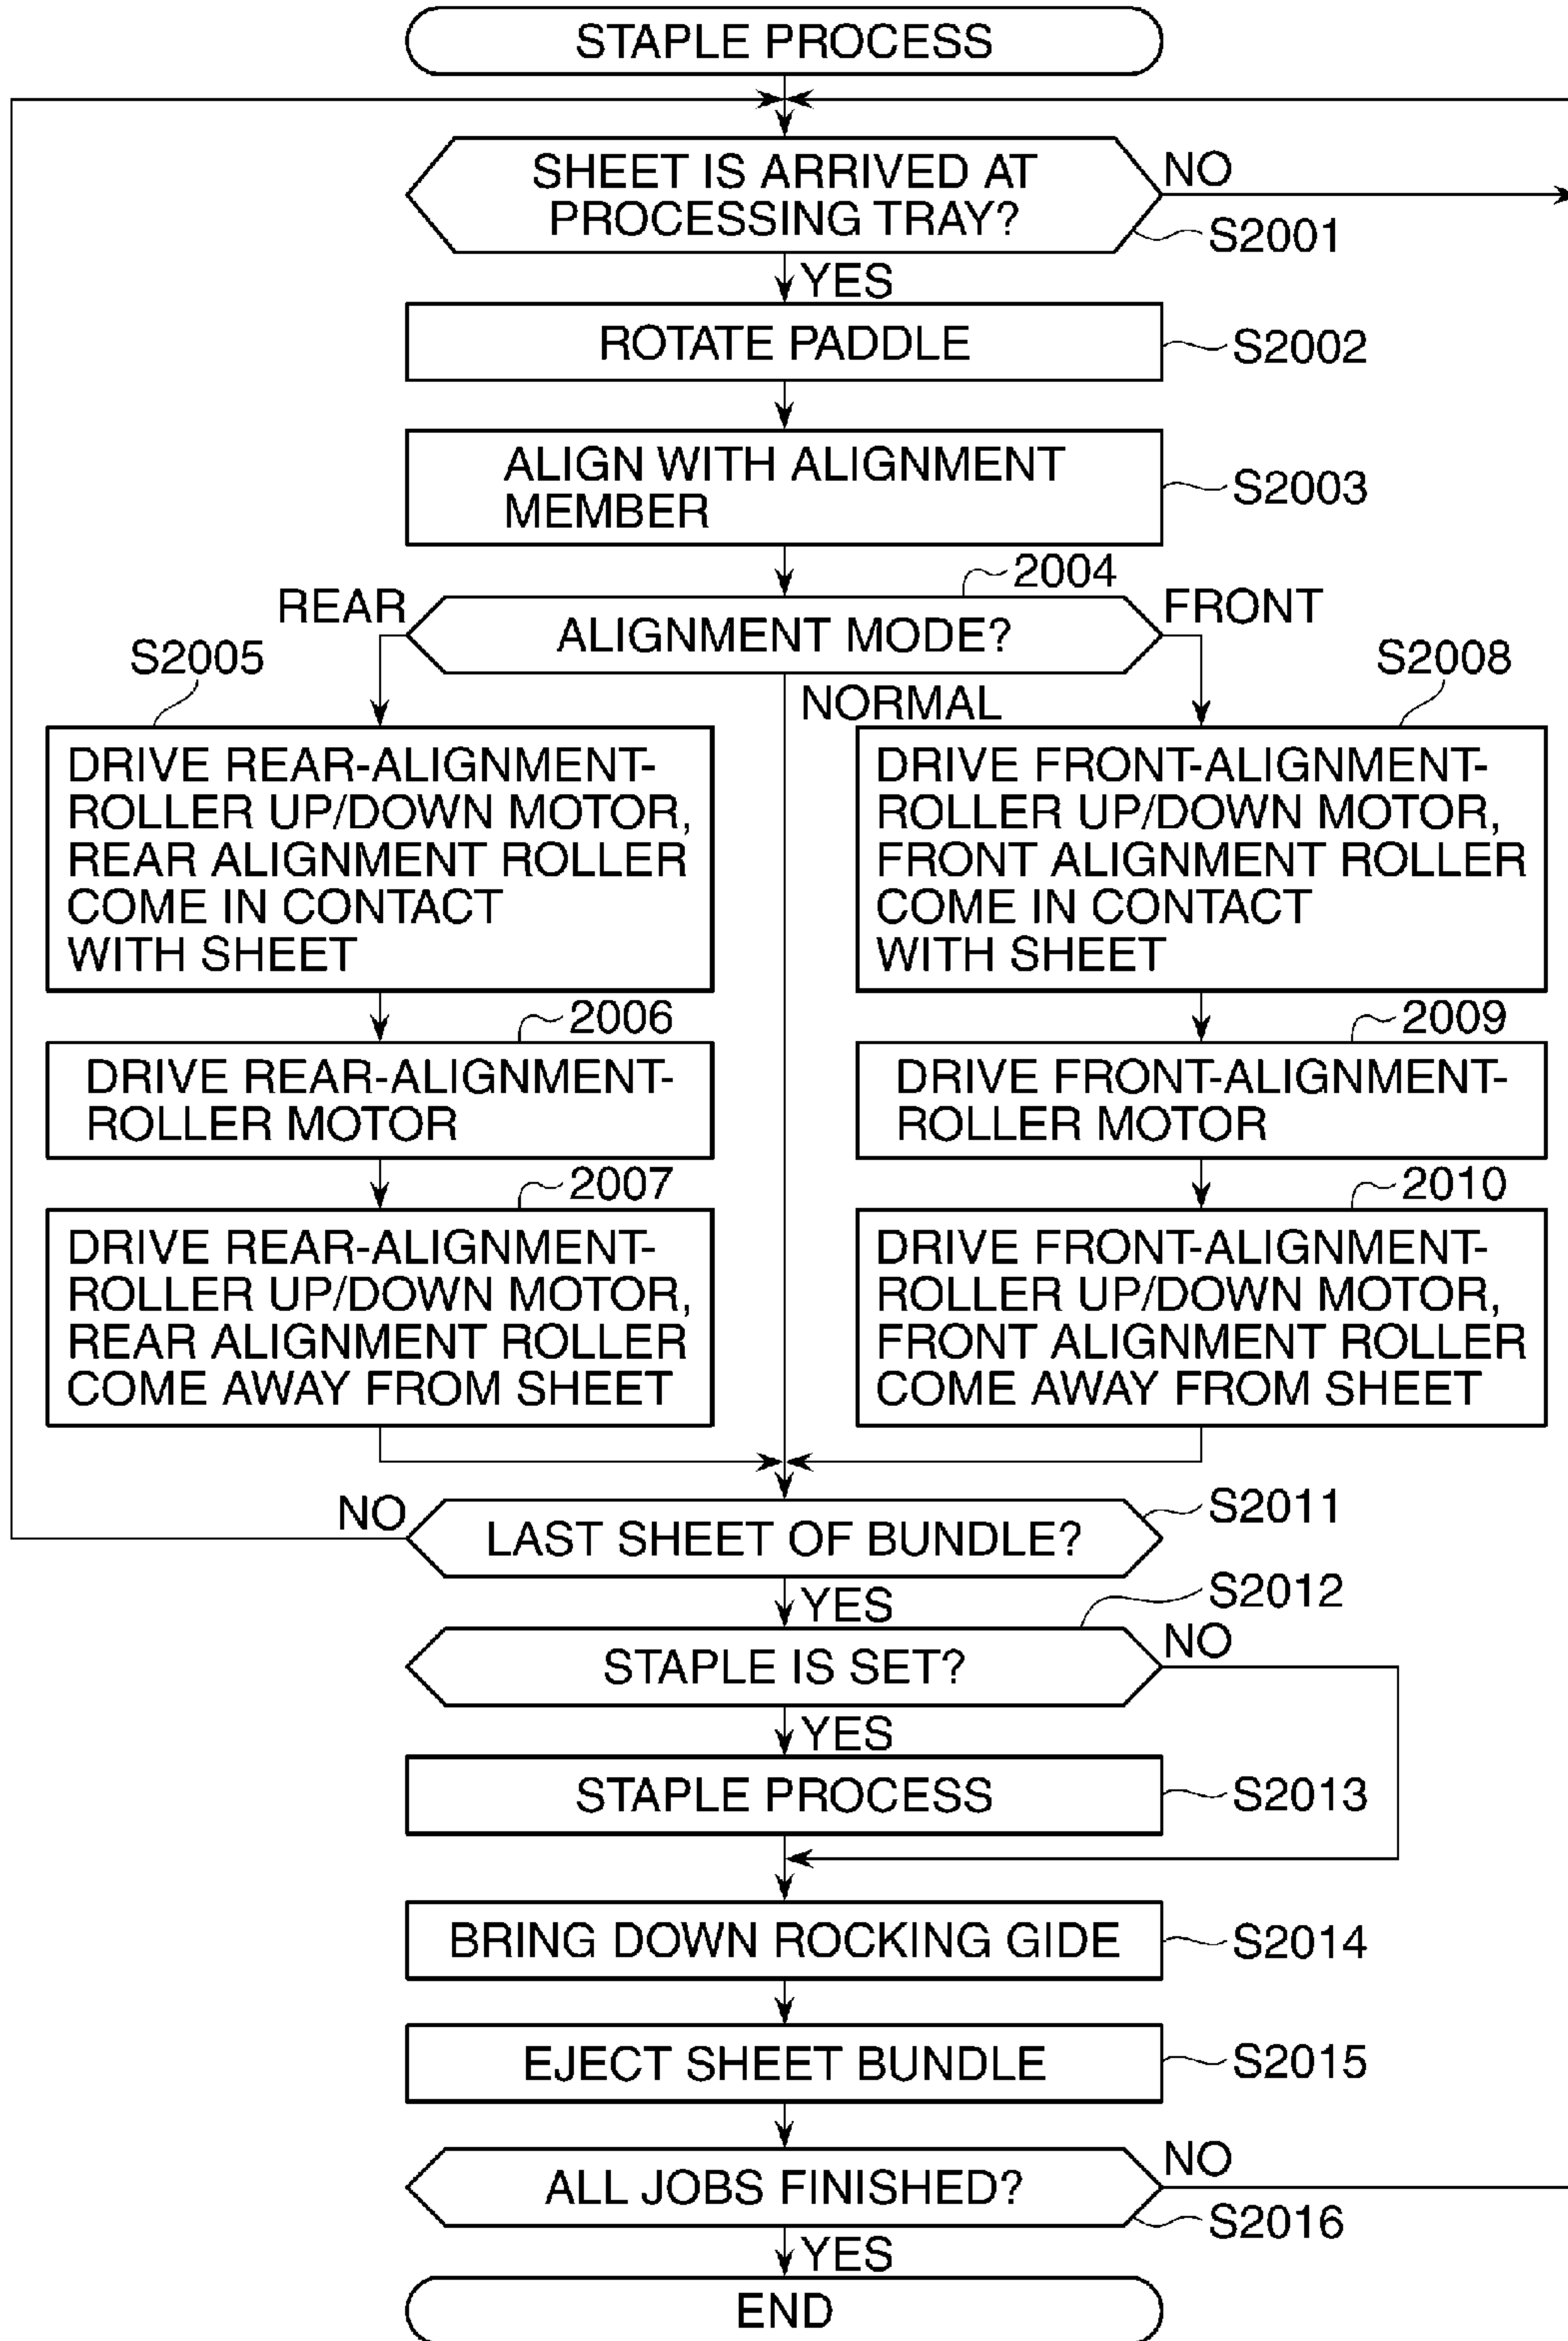 STAPLE PROCESS
SHEET IS ARRIVED AT
PROCESSING TRAY?
NO
S2001
YES
ROTATE PADDLE
S2002
ALIGN WITH ALIGNMENT
MEMBER
S2003
2004
REAR
ALIGNMENT MODE?
FRONT
NORMAL
S2005
DRIVE REAR-ALIGNMENT-
ROLLER UP/DOWN MOTOR,
REAR ALIGNMENT ROLLER
COME IN CONTACT
WITH SHEET
2006
DRIVE REAR-ALIGNMENT-
ROLLER MOTOR
2007
DRIVE REAR-ALIGNMENT-
ROLLER UP/DOWN MOTOR,
REAR ALIGNMENT ROLLER
COME AWAY FROM SHEET
S2008
DRIVE FRONT-ALIGNMENT-
ROLLER UP/DOWN MOTOR,
FRONT ALIGNMENT ROLLER
COME IN CONTACT
WITH SHEET
2009
DRIVE FRONT-ALIGNMENT-
ROLLER MOTOR
2010
DRIVE FRONT-ALIGNMENT-
ROLLER UP/DOWN MOTOR,
FRONT ALIGNMENT ROLLER
COME AWAY FROM SHEET
NO
LAST SHEET OF BUNDLE?
S2011
YES
S2012
STAPLE IS SET?
NO
YES
STAPLE PROCESS
S2013
BRING DOWN ROCKING GIDE
S2014
EJECT SHEET BUNDLE
S2015
ALL JOBS FINISHED?
NO
S2016
YES
END